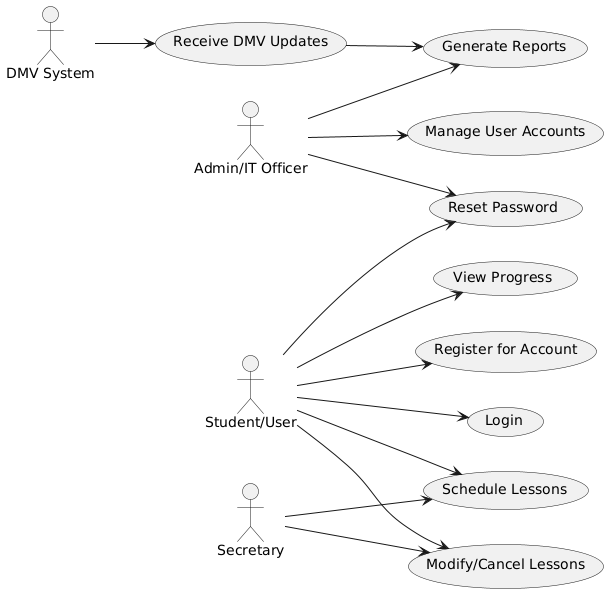 Receive DMV Updates
Generate Reports
DMV System
Manage User Accounts
Admin/IT Officer
Reset Password
View Progress
Register for Account
Student/User
Login
Schedule Lessons
Secretary
Modify/Cancel Lessons